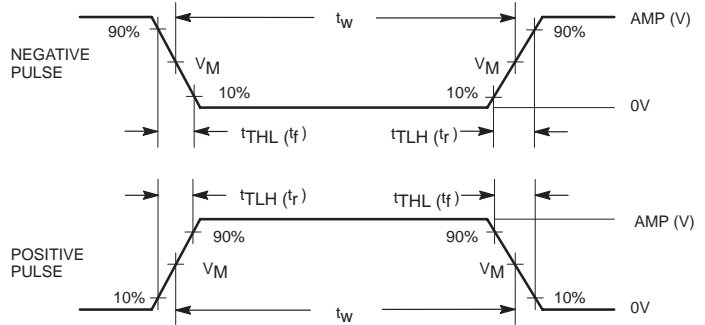 tw
AMP (V)
90%
90%
NEGATIVE
PULSE
VM
VM
10%
10%
0V
tTHL (tf)
tTLH (tr)
tTLH (tr)
tTHL (tf)
AMP (V)
90%
90%
POSITIVE
PULSE
VM
VM
10%
10%
tw
0V